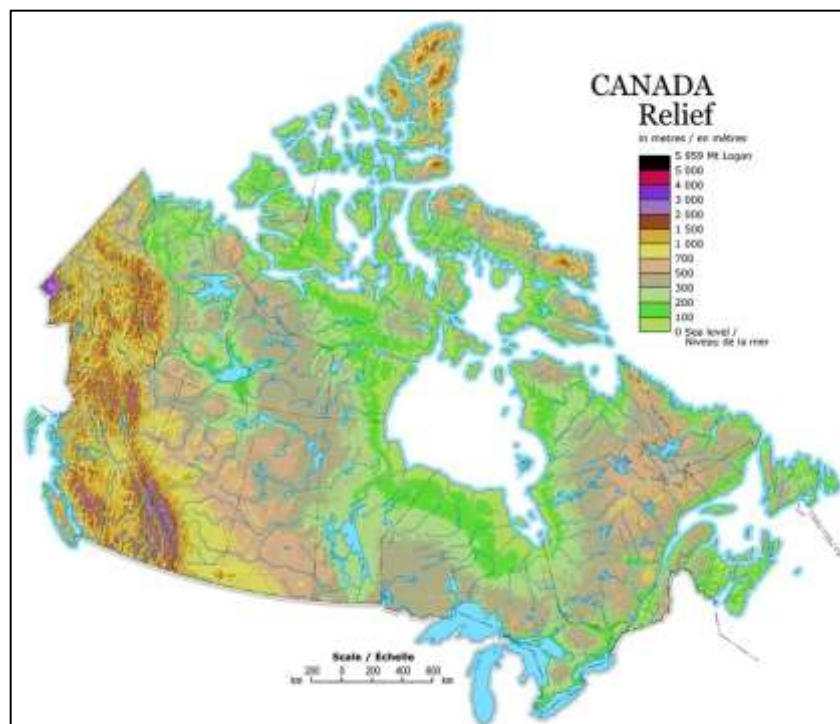 CANADA
Relief
in metres / en mètres
5 959 Mt Logan
5 000
4 000
3 000
2 000
1 500
1 000
700
500
300
200
100
0 Sea level /
Niveau de la mer
Scale / Échelle
200 0 200 400 600
km km